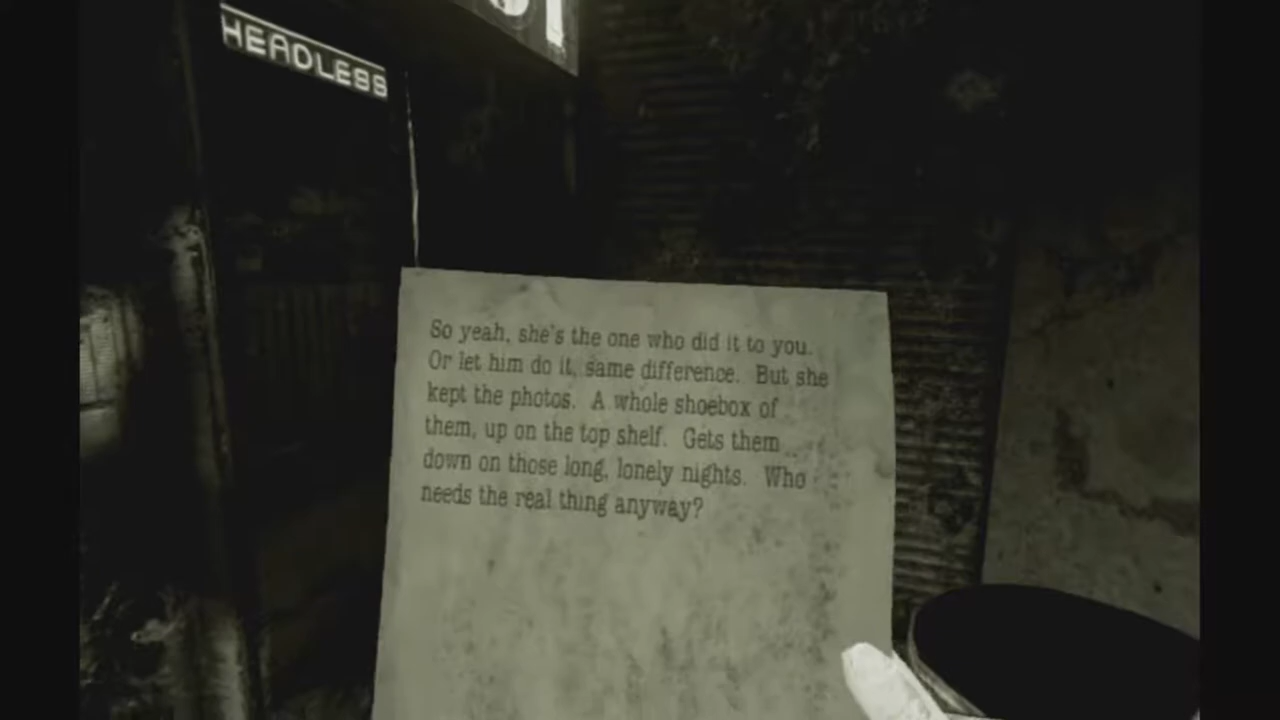 HEADLESS
So yeah, she's the one who did it to you.
Or let him do it, same difference. But she
kept the photos. A whole shoebox of
them, up on the top shelf. Gets them
down on those long, lonely nights. Who
needs the real thing anyway?